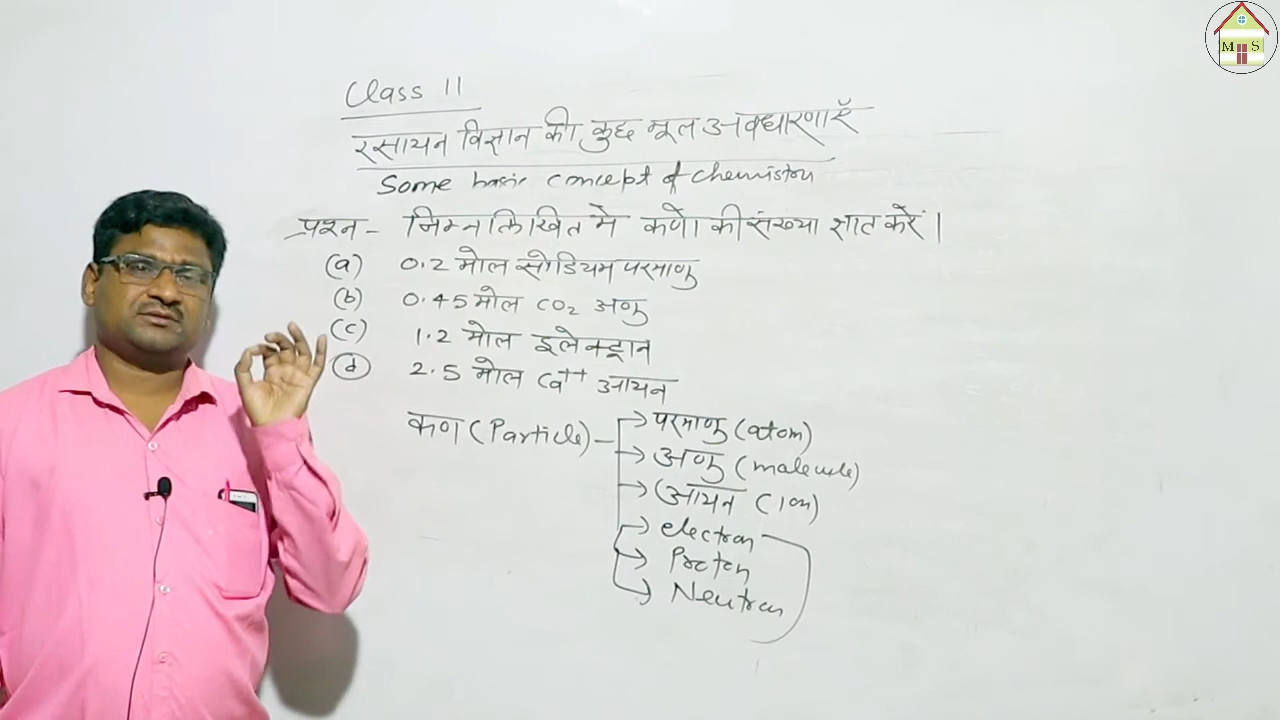 M S
Class 11
रसायन विज्ञान की कुछ मूल अवधारणाएँ
Some basic concept of chemistry
प्रश्न - निम्नलिखित मे कणो की संख्या ज्ञात करें।
(a) 0.2 मोल सोडियम परमाणु
(b) 0.45 मोल CO₂ अणु
(c) 1.2 मोल इलेक्ट्रान
(d) 2.5 मोल Ca⁺⁺ आयन
कण (Particle) - → परमाणु (atom)
→ अणु (malecule)
→ आयन (Ion)
→ electron
→ Proton
→ Neutron